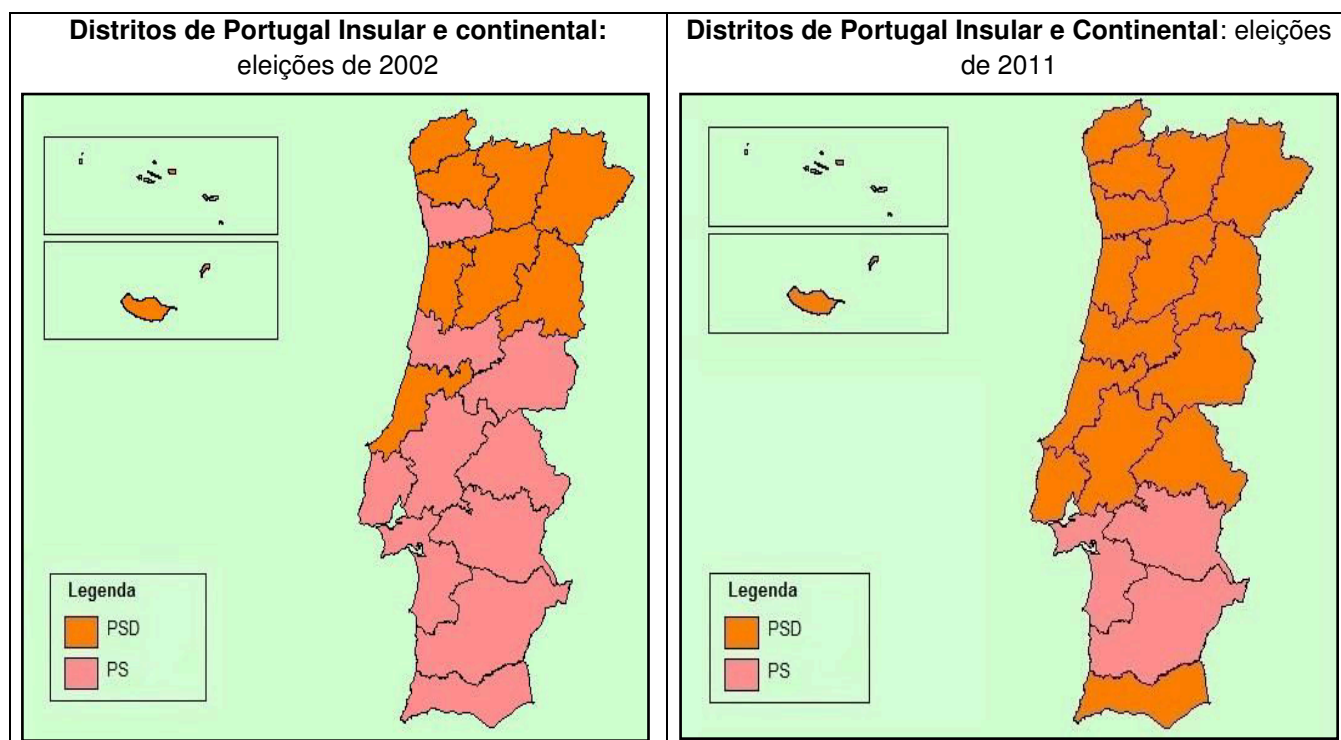 Distritos de Portugal Insular e continental:
eleições de 2002
Legenda
PSD
PS
Distritos de Portugal Insular e Continental: eleições
de 2011
Legenda
PSD
PS